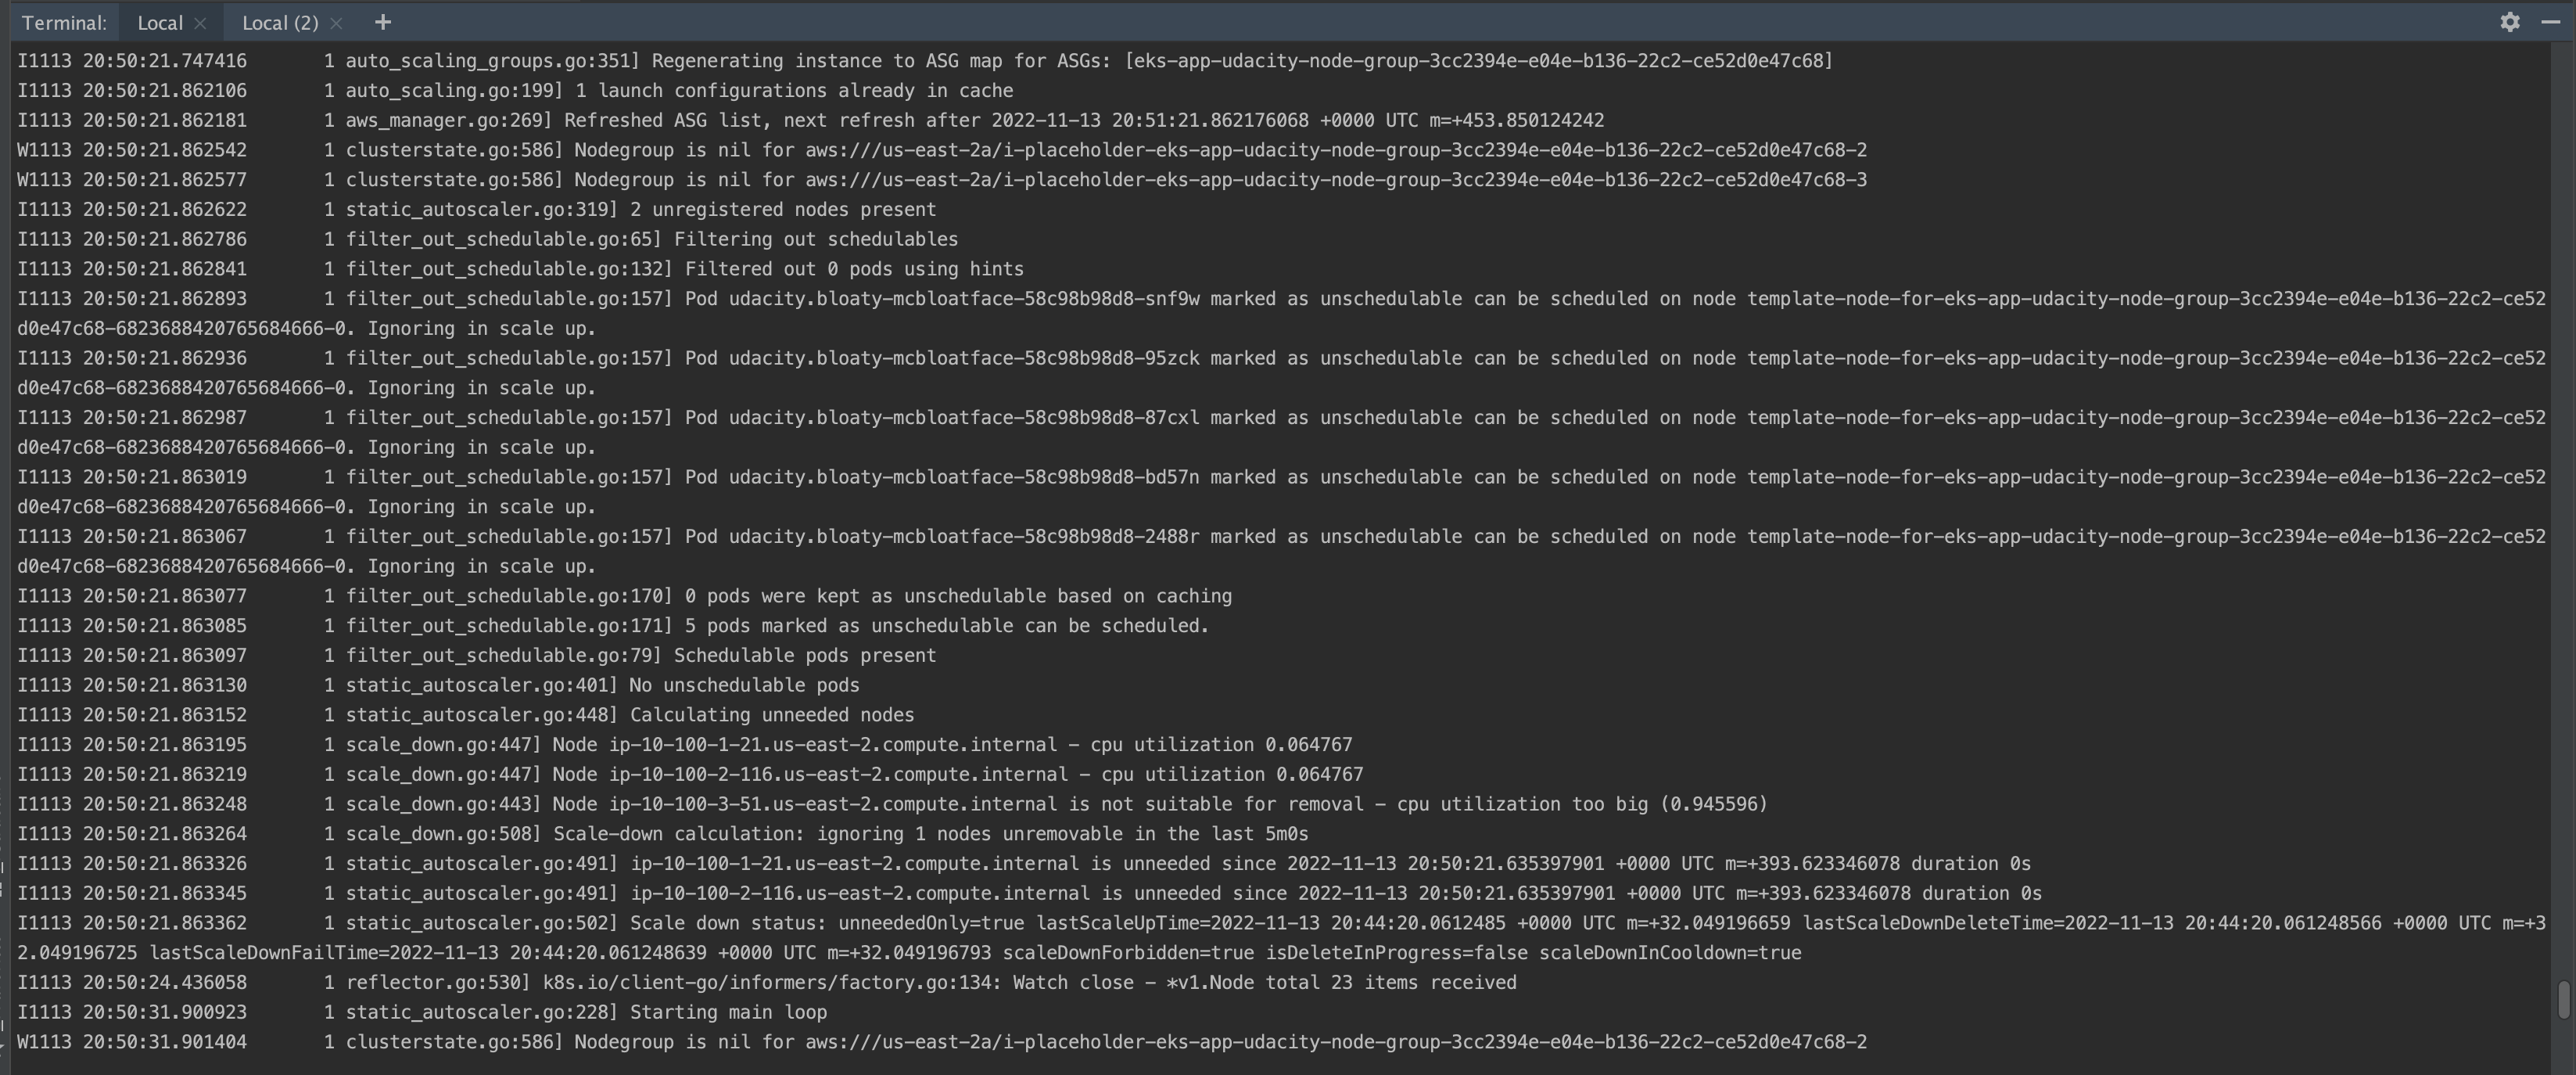 Terminal: Local × Local (2) × +
I1113 20:50:21.747416       1 auto_scaling_groups.go:351] Regenerating instance to ASG map for ASGs: [eks-app-udacity-node-group-3cc2394e-e04e-b136-22c2-ce52d0e47c68]
I1113 20:50:21.862106       1 auto_scaling.go:199] 1 launch configurations already in cache
I1113 20:50:21.862181       1 aws_manager.go:269] Refreshed ASG list, next refresh after 2022-11-13 20:51:21.862176068 +0000 UTC m=+453.850124242
W1113 20:50:21.862542       1 clusterstate.go:586] Nodegroup is nil for aws:///us-east-2a/i-placeholder-eks-app-udacity-node-group-3cc2394e-e04e-b136-22c2-ce52d0e47c68-2
W1113 20:50:21.862577       1 clusterstate.go:586] Nodegroup is nil for aws:///us-east-2a/i-placeholder-eks-app-udacity-node-group-3cc2394e-e04e-b136-22c2-ce52d0e47c68-3
I1113 20:50:21.862622       1 static_autoscaler.go:319] 2 unregistered nodes present
I1113 20:50:21.862786       1 filter_out_schedulable.go:65] Filtering out schedulables
I1113 20:50:21.862841       1 filter_out_schedulable.go:132] Filtered out 0 pods using hints
I1113 20:50:21.862893       1 filter_out_schedulable.go:157] Pod udacity.bloaty-mcbloatface-58c98b98d8-snf9w marked as unschedulable can be scheduled on node template-node-for-eks-app-udacity-node-group-3cc2394e-e04e-b136-22c2-ce52
d0e47c68-6823688420765684666-0. Ignoring in scale up.
I1113 20:50:21.862936       1 filter_out_schedulable.go:157] Pod udacity.bloaty-mcbloatface-58c98b98d8-95zck marked as unschedulable can be scheduled on node template-node-for-eks-app-udacity-node-group-3cc2394e-e04e-b136-22c2-ce52
d0e47c68-6823688420765684666-0. Ignoring in scale up.
I1113 20:50:21.862987       1 filter_out_schedulable.go:157] Pod udacity.bloaty-mcbloatface-58c98b98d8-87cxl marked as unschedulable can be scheduled on node template-node-for-eks-app-udacity-node-group-3cc2394e-e04e-b136-22c2-ce52
d0e47c68-6823688420765684666-0. Ignoring in scale up.
I1113 20:50:21.863019       1 filter_out_schedulable.go:157] Pod udacity.bloaty-mcbloatface-58c98b98d8-bd57n marked as unschedulable can be scheduled on node template-node-for-eks-app-udacity-node-group-3cc2394e-e04e-b136-22c2-ce52
d0e47c68-6823688420765684666-0. Ignoring in scale up.
I1113 20:50:21.863067       1 filter_out_schedulable.go:157] Pod udacity.bloaty-mcbloatface-58c98b98d8-2488r marked as unschedulable can be scheduled on node template-node-for-eks-app-udacity-node-group-3cc2394e-e04e-b136-22c2-ce52
d0e47c68-6823688420765684666-0. Ignoring in scale up.
I1113 20:50:21.863077       1 filter_out_schedulable.go:170] 0 pods were kept as unschedulable based on caching
I1113 20:50:21.863085       1 filter_out_schedulable.go:171] 5 pods marked as unschedulable can be scheduled.
I1113 20:50:21.863097       1 filter_out_schedulable.go:79] Schedulable pods present
I1113 20:50:21.863130       1 static_autoscaler.go:401] No unschedulable pods
I1113 20:50:21.863152       1 static_autoscaler.go:448] Calculating unneeded nodes
I1113 20:50:21.863195       1 scale_down.go:447] Node ip-10-100-1-21.us-east-2.compute.internal - cpu utilization 0.064767
I1113 20:50:21.863219       1 scale_down.go:447] Node ip-10-100-2-116.us-east-2.compute.internal - cpu utilization 0.064767
I1113 20:50:21.863248       1 scale_down.go:443] Node ip-10-100-3-51.us-east-2.compute.internal is not suitable for removal - cpu utilization too big (0.945596)
I1113 20:50:21.863264       1 scale_down.go:508] Scale-down calculation: ignoring 1 nodes unremovable in the last 5m0s
I1113 20:50:21.863326       1 static_autoscaler.go:491] ip-10-100-1-21.us-east-2.compute.internal is unneeded since 2022-11-13 20:50:21.635397901 +0000 UTC m=+393.623346078 duration 0s
I1113 20:50:21.863345       1 static_autoscaler.go:491] ip-10-100-2-116.us-east-2.compute.internal is unneeded since 2022-11-13 20:50:21.635397901 +0000 UTC m=+393.623346078 duration 0s
I1113 20:50:21.863362       1 static_autoscaler.go:502] Scale down status: unneededOnly=true lastScaleUpTime=2022-11-13 20:44:20.0612485 +0000 UTC m=+32.049196659 lastScaleDownDeleteTime=2022-11-13 20:44:20.061248566 +0000 UTC m=+3
2.049196725 lastScaleDownFailTime=2022-11-13 20:44:20.061248639 +0000 UTC m=+32.049196793 scaleDownForbidden=true isDeleteInProgress=false scaleDownInCooldown=true
I1113 20:50:24.436058       1 reflector.go:530] k8s.io/client-go/informers/factory.go:134: Watch close - *v1.Node total 23 items received
I1113 20:50:31.900923       1 static_autoscaler.go:228] Starting main loop
W1113 20:50:31.901404       1 clusterstate.go:586] Nodegroup is nil for aws:///us-east-2a/i-placeholder-eks-app-udacity-node-group-3cc2394e-e04e-b136-22c2-ce52d0e47c68-2